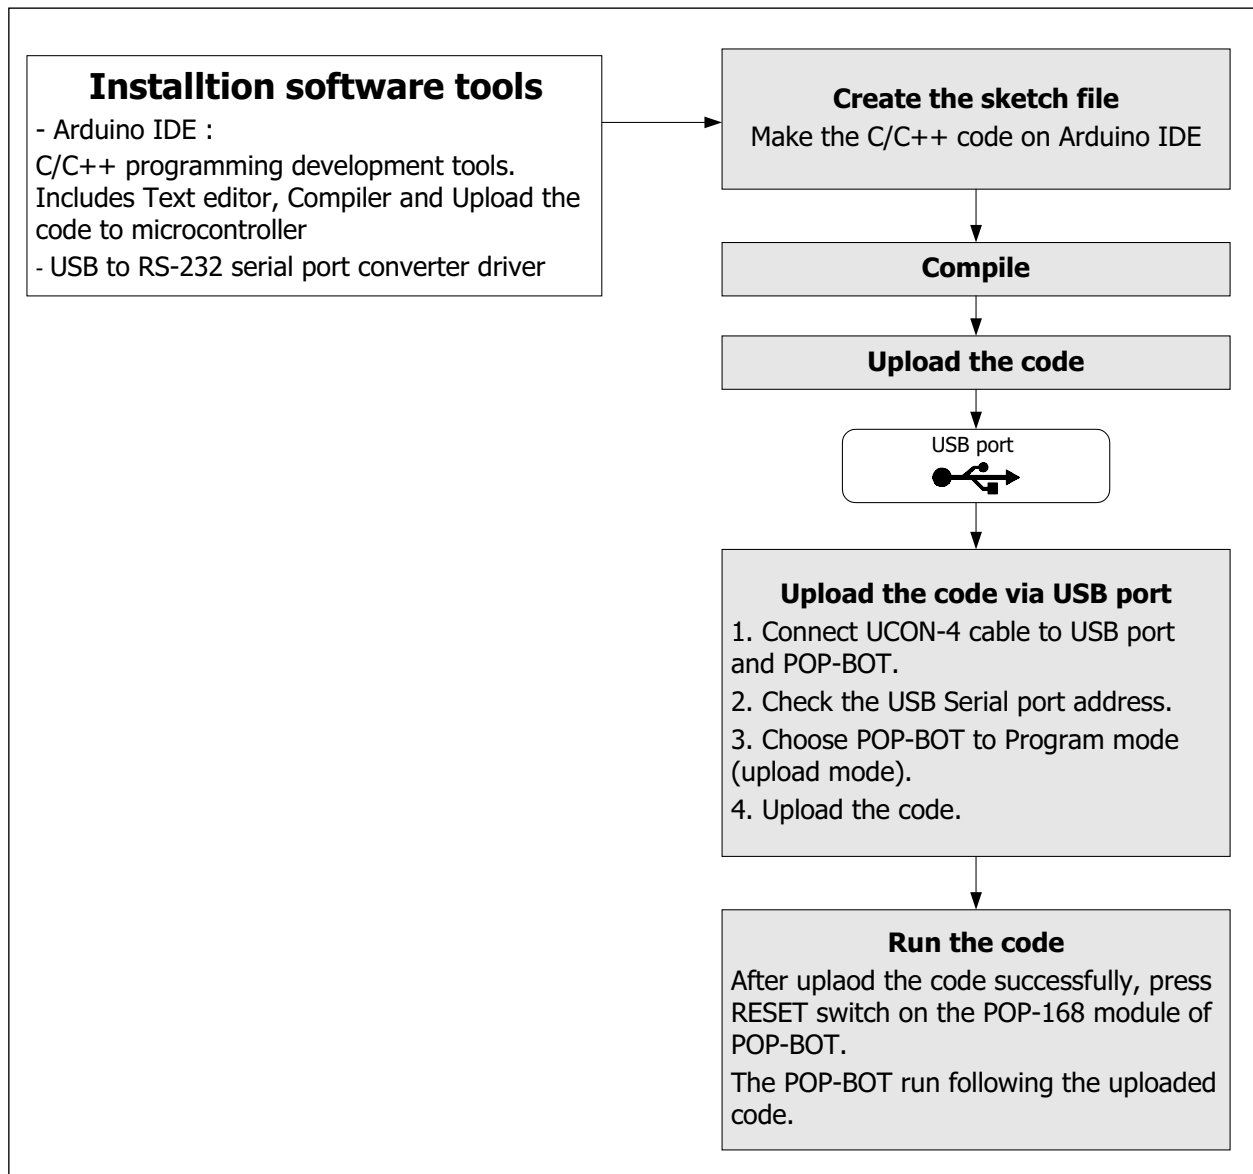 Installtion software tools
- Arduino IDE :
C/C++ programming development tools.
Includes Text editor, Compiler and Upload the
code to microcontroller
- USB to RS-232 serial port converter driver
Create the sketch file
Make the C/C++ code on Arduino IDE
Compile
Upload the code
USB port
Upload the code via USB port
1. Connect UCON-4 cable to USB port
and POP-BOT.
2. Check the USB Serial port address.
3. Choose POP-BOT to Program mode
(upload mode).
4. Upload the code.
Run the code
After uplaod the code successfully, press
RESET switch on the POP-168 module of
POP-BOT.
The POP-BOT run following the uploaded
code.